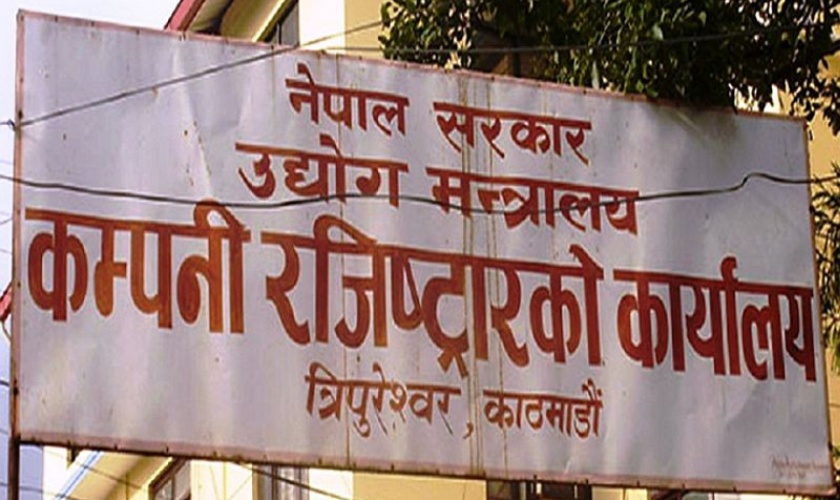 नेपाल सरकार
उद्योग मन्त्रालय
कम्पनी रजिष्ट्रारको कार्यालय
त्रिपुरेश्वर, काठमाडौं